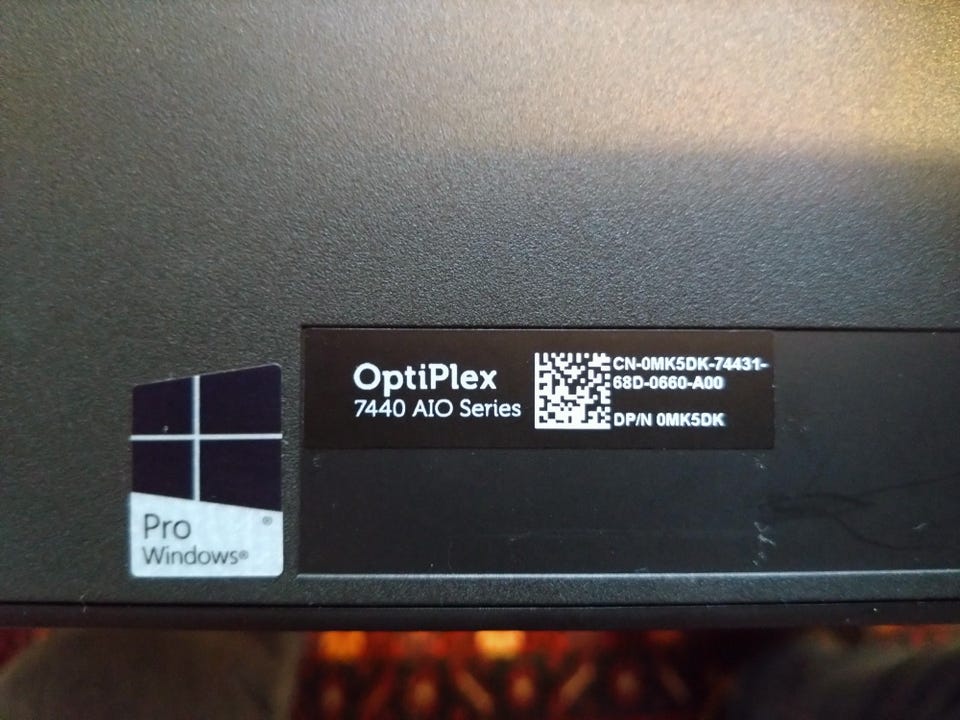 OptiPlex
7440 AIO Series
CN-0MK5DK-74431-
68D-0660-A00
DP/N 0MK5DK
Pro ®
Windows®